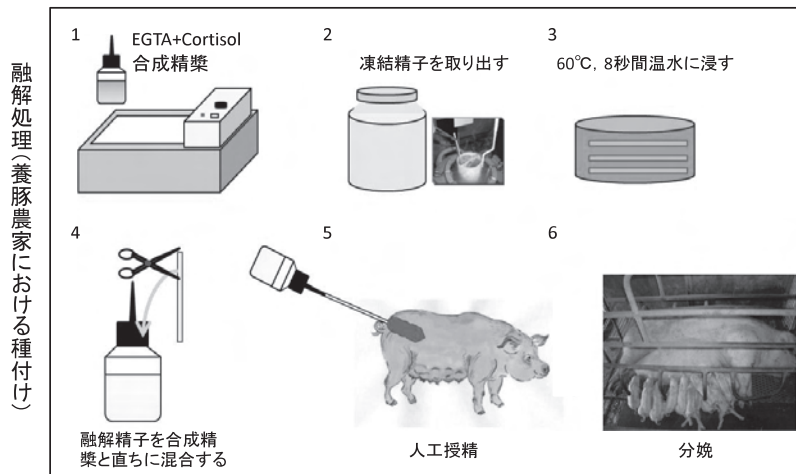 融解処理(養豚農家における種付け)
1
EGTA+Cortisol
合成精漿
2
凍結精子を取り出す
3
60℃, 8秒間温水に浸す
4
融解精子を合成精
漿と直ちに混合する
5
人工授精
6
分娩